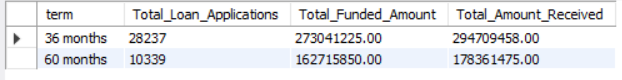 term Total_Loan_Applications Total_Funded_Amount Total_Amount_Received
36 months 28237 273041225.00 294709458.00
60 months 10339 162715850.00 178361475.00